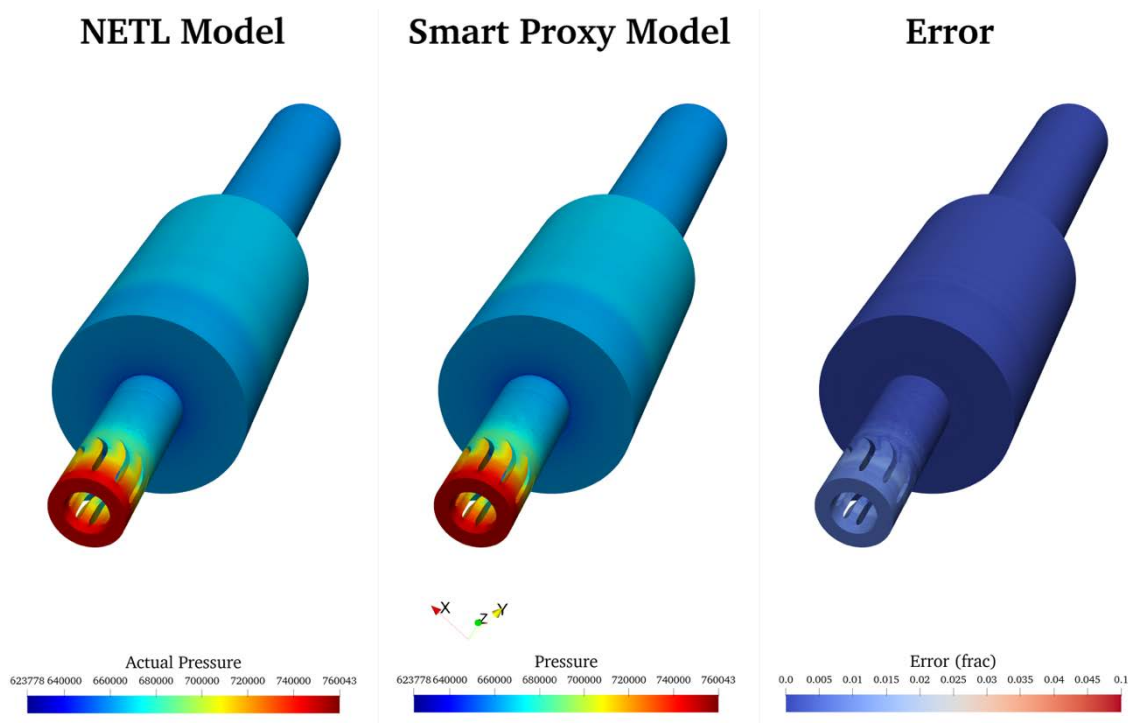 NETL Model
Smart Proxy Model
Error
X
Z
Y
Actual Pressure
623778 640000 660000 680000 700000 720000 740000 760043
Pressure
623778 640000 660000 680000 700000 720000 740000 760043
Error (frac)
0.0 0.005 0.01 0.015 0.02 0.025 0.03 0.035 0.04 0.045 0.1